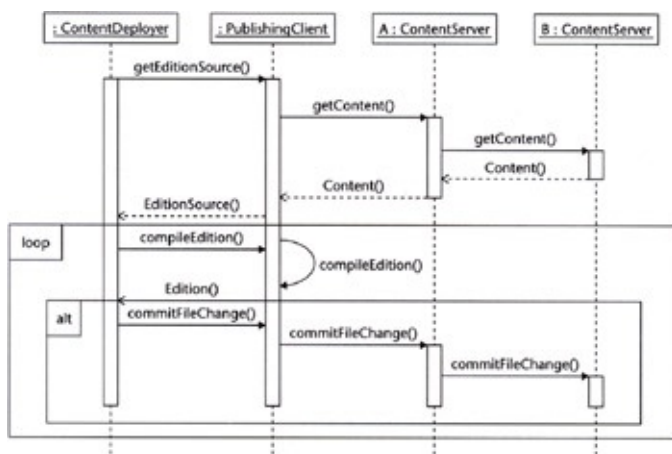 : ContentDeployer
: PublishingClient
A : ContentServer
B : ContentServer
getEditionSource()
getContent()
getContent()
Content()
Content()
EditionSource()
loop
compileEdition()
compileEdition()
Edition()
alt
commitFileChange()
commitFileChange()
commitFileChange()